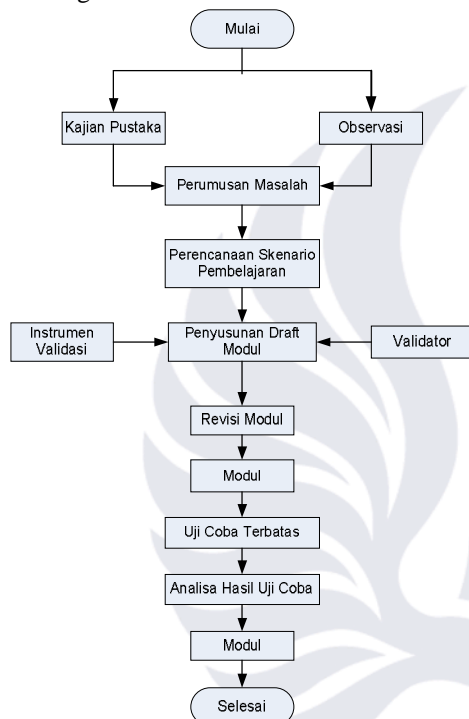 Mulai
Kajian Pustaka
Observasi
Perumusan Masalah
Perencanaan Skenario
Pembelajaran
Instrumen
Validasi
Penyusunan Draft
Modul
Validator
Revisi Modul
Modul
Uji Coba Terbatas
Analisa Hasil Uji Coba
Modul
Selesai